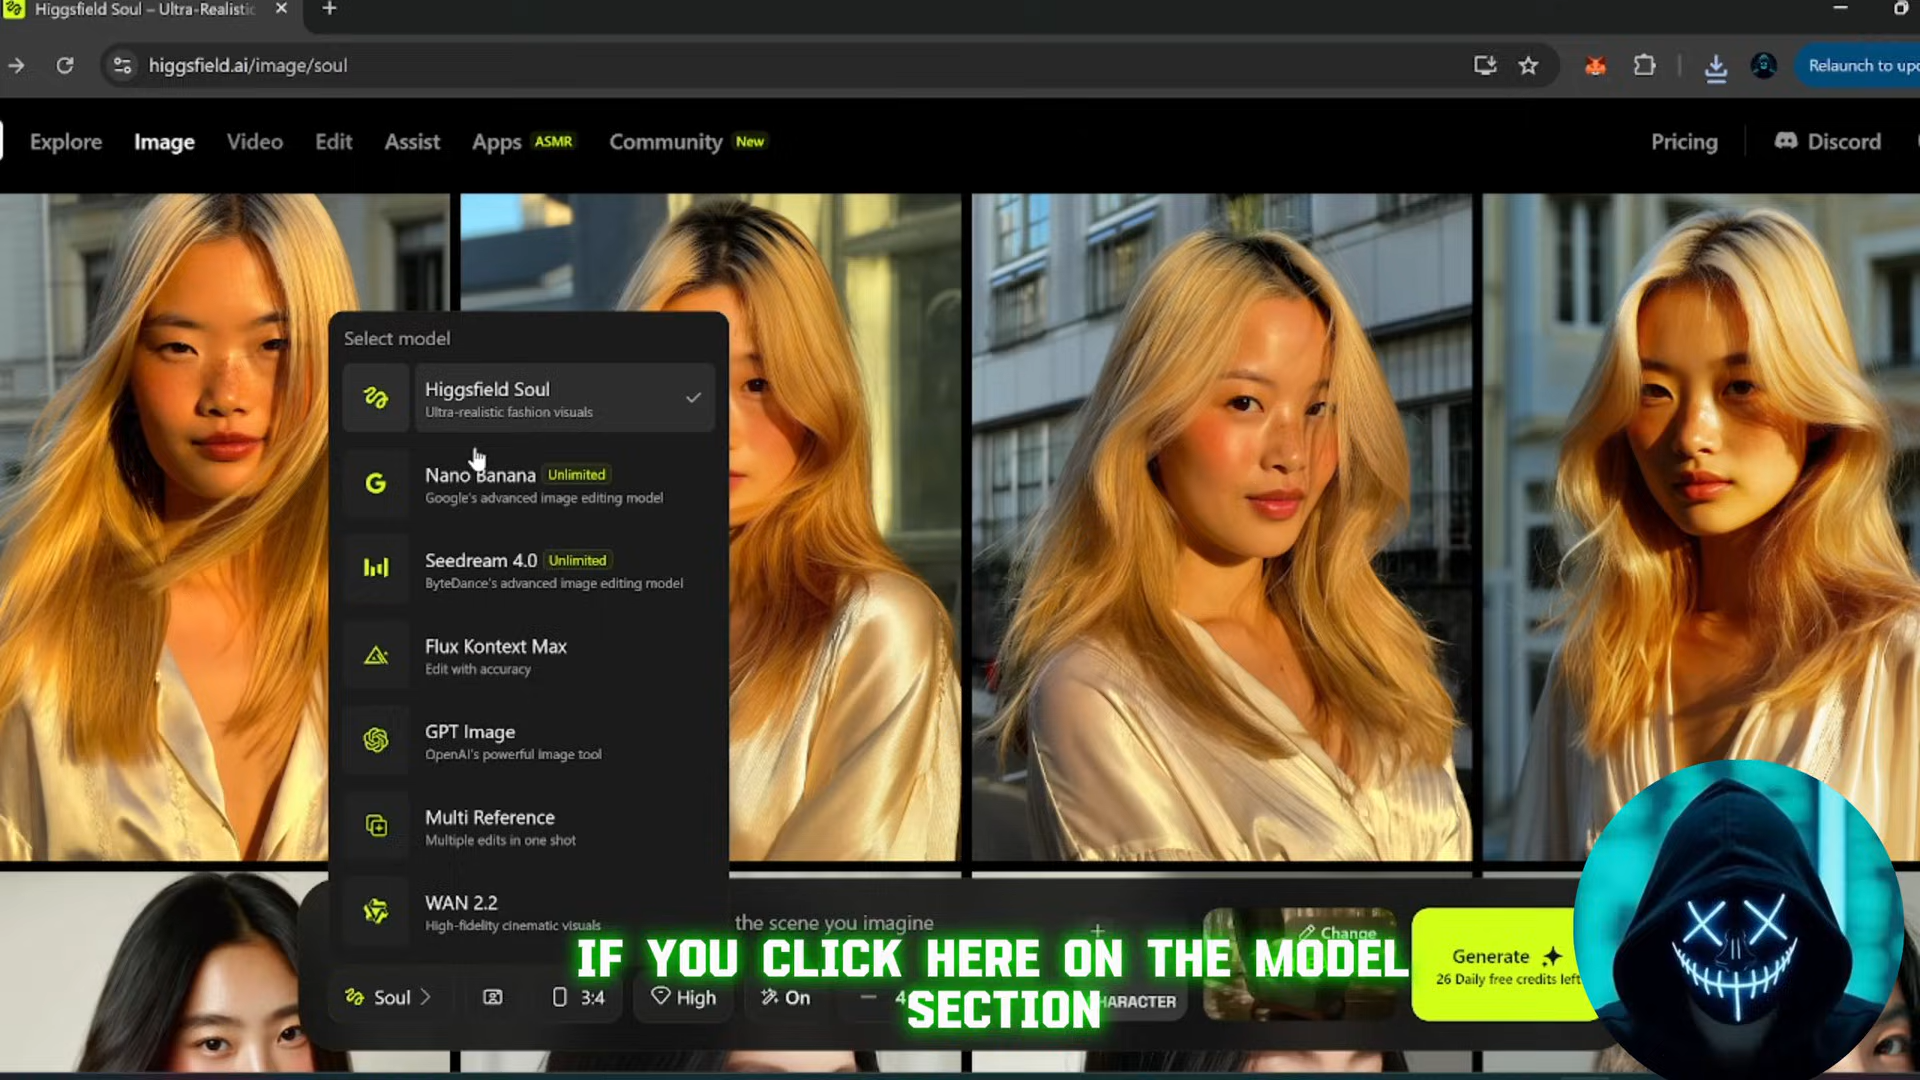 Higgsfield Soul – Ultra-Realistic
higgsfield.ai/image/soul
Relaunch to upd
Explore Image Video Edit Assist Apps ASMR Community New Pricing Discord
Select model
Higgsfield Soul
Ultra-realistic fashion visuals
Nano Banana Unlimited
Google's advanced image editing model
Seedream 4.0 Unlimited
ByteDance's advanced image editing model
Flux Kontext Max
Edit with accuracy
GPT Image
OpenAI's powerful image tool
Multi Reference
Multiple edits in one shot
WAN 2.2
High-fidelity cinematic visuals
the scene you imagine
Change
Generate
26 Daily free credits left
IF YOU CLICK HERE ON THE MODEL
SECTION
Soul 3:4 High On 4 CHARACTER